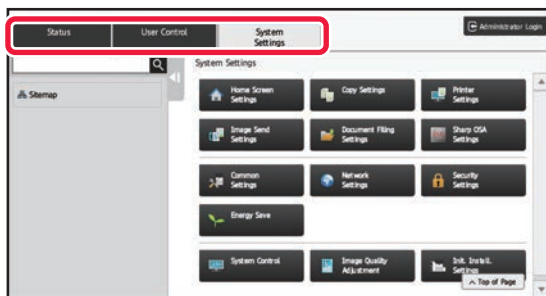 Status
User Control
System
Settings
Administrator Login
System Settings
Sitemap
Home Screen
Settings
Copy Settings
Printer
Settings
Image Send
Settings
Document Filing
Settings
Sharp OSA
Settings
Common
Settings
Network
Settings
Security
Settings
Energy Save
System Control
Image Quality
Adjustment
Init. Install.
Settings
Top of Page